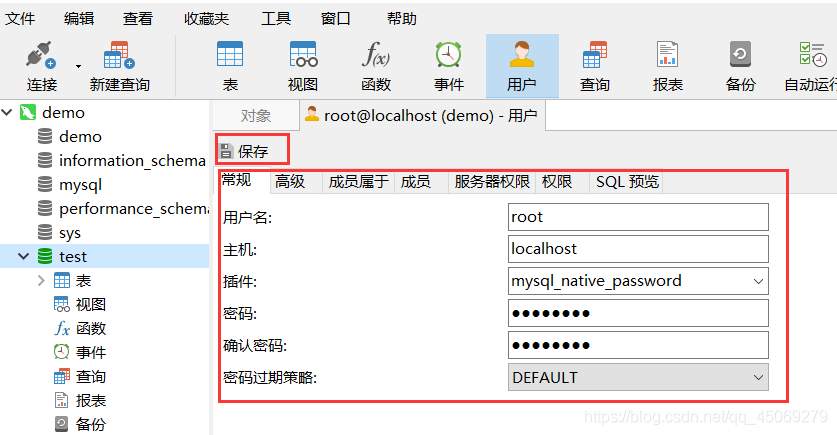 文件 编辑 查看 收藏夹 工具 窗口 帮助
连接 新建查询 表 视图 函数 事件 用户 查询 报表 备份 自动运行
demo
demo
information_schema
mysql
performance_schema
sys
test
表
视图
函数
事件
查询
报表
备份
对象 root@localhost (demo) - 用户
保存
常规 高级 成员属于 成员 服务器权限 权限 SQL 预览
用户名: root
主机: localhost
插件: mysql_native_password
密码: ●●●●●●●●
确认密码: ●●●●●●●●
密码过期策略: DEFAULT
https://blog.csdn.net/qq_45069279